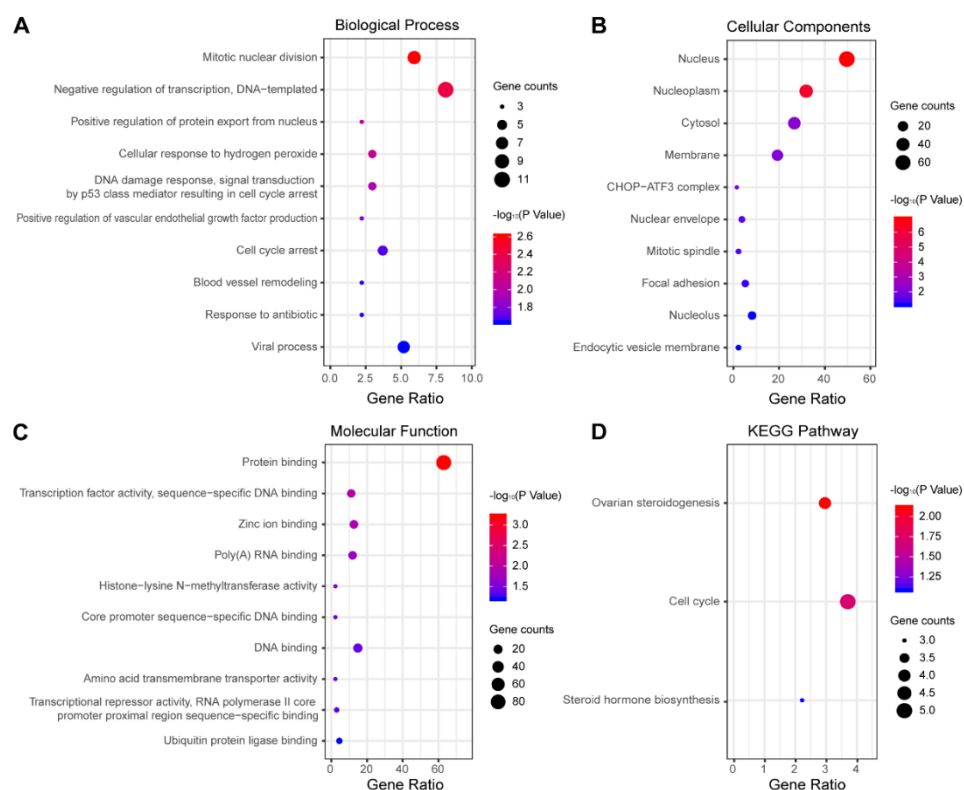 A
Biological Process
Mitotic nuclear division
Negative regulation of transcription, DNA-templated
Positive regulation of protein export from nucleus
Cellular response to hydrogen peroxide
DNA damage response, signal transduction
by p53 class mediator resulting in cell cycle arrest
Positive regulation of vascular endothelial growth factor production
Cell cycle arrest
Blood vessel remodeling
Response to antibiotic
Viral process
0.0 2.5 5.0 7.5 10.0
Gene Ratio
Gene counts
3
5
7
9
11
-log₁₀(P Value)
2.6
2.4
2.2
2.0
1.8
B
Cellular Components
Nucleus
Nucleoplasm
Cytosol
Membrane
CHOP-ATF3 complex
Nuclear envelope
Mitotic spindle
Focal adhesion
Nucleolus
Endocytic vesicle membrane
0 20 40 60
Gene Ratio
Gene counts
20
40
60
-log₁₀(P Value)
6
5
4
3
2
C
Molecular Function
Protein binding
Transcription factor activity, sequence-specific DNA binding
Zinc ion binding
Poly(A) RNA binding
Histone-lysine N-methyltransferase activity
Core promoter sequence-specific DNA binding
DNA binding
Amino acid transmembrane transporter activity
Transcriptional repressor activity, RNA polymerase II core
promoter proximal region sequence-specific binding
Ubiquitin protein ligase binding
0 20 40 60
Gene Ratio
-log₁₀(P Value)
3.0
2.5
2.0
1.5
Gene counts
20
40
60
80
D
KEGG Pathway
Ovarian steroidogenesis
Cell cycle
Steroid hormone biosynthesis
0 1 2 3 4
Gene Ratio
-log₁₀(P Value)
2.00
1.75
1.50
1.25
Gene counts
3.0
3.5
4.0
4.5
5.0